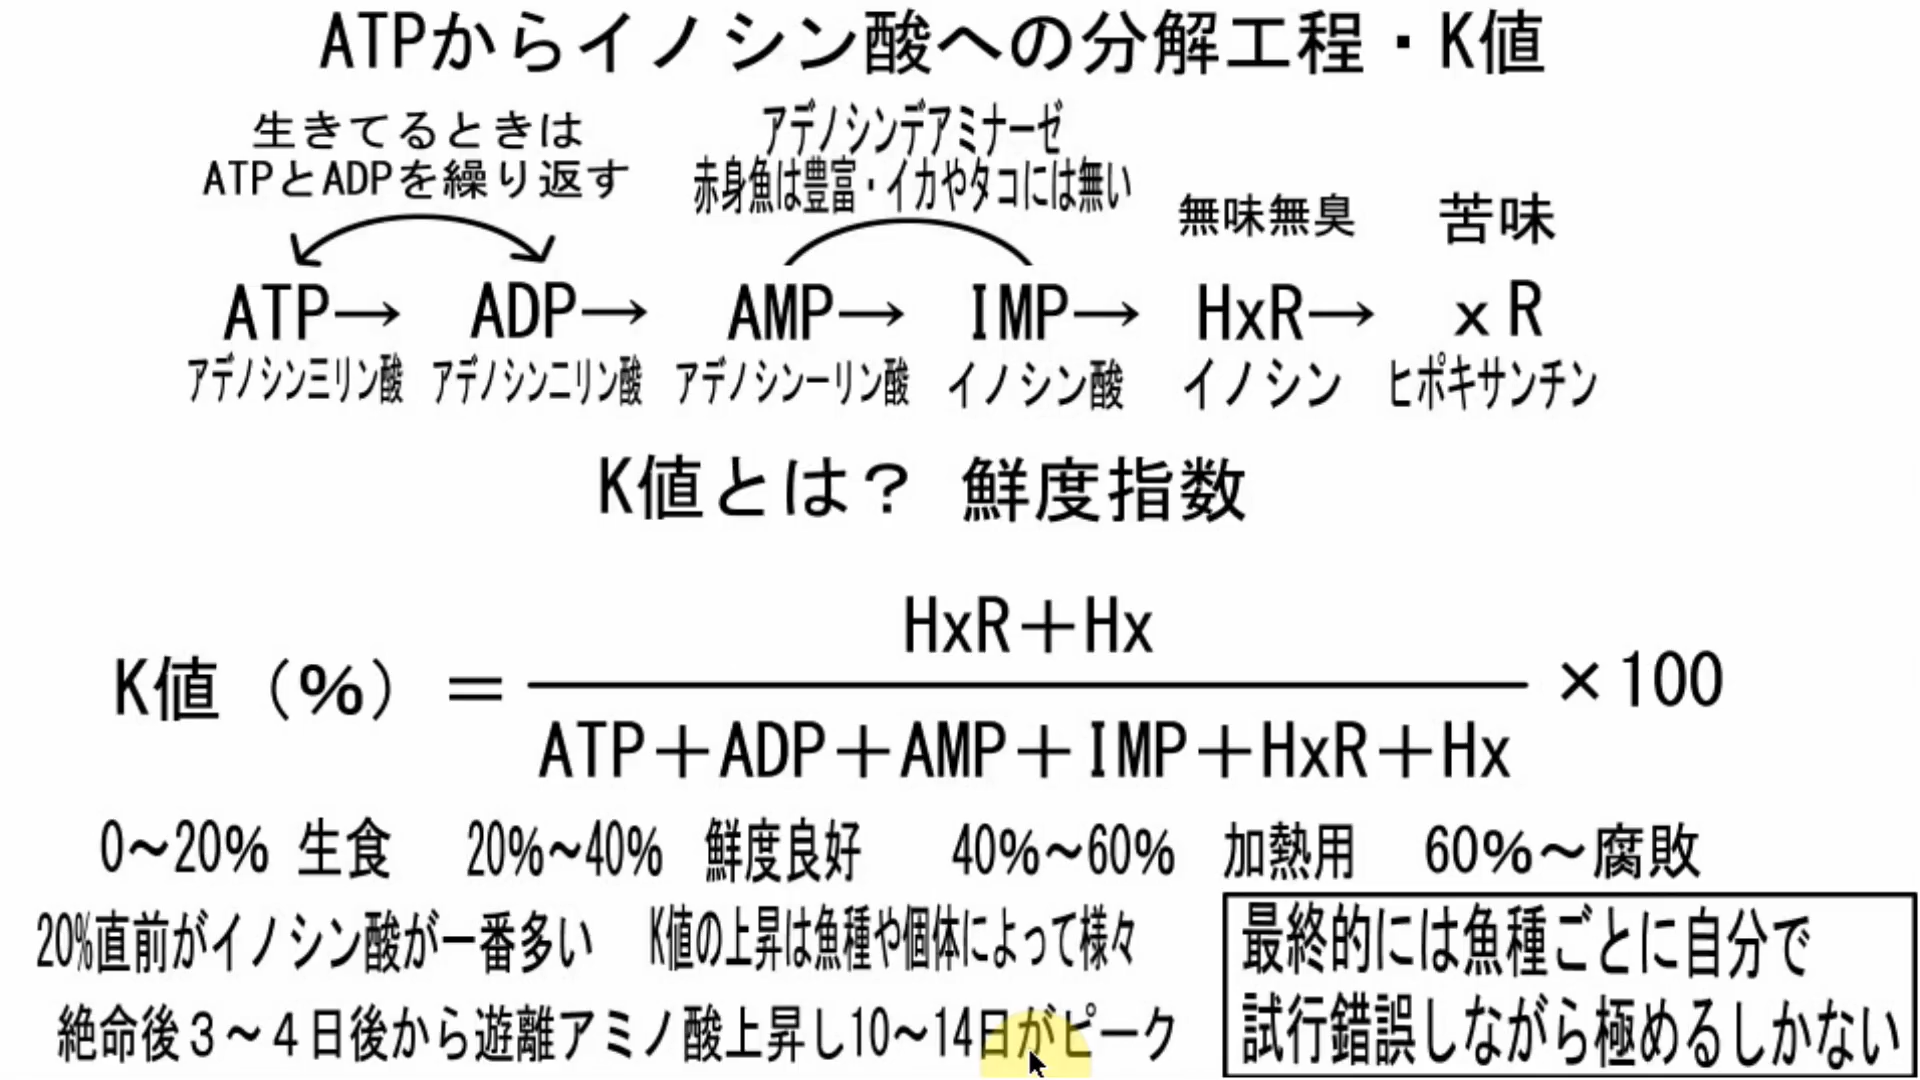 ATPからイノシン酸への分解工程・K値
生きてるときは
ATPとADPを繰り返す
アデノシンデアミナーゼ
赤身魚は豊富・イカやタコには無い
無味無臭
苦味
ATP→ ADP→ AMP→ IMP→ HxR→ xR
アデノシン三リン酸 アデノシン二リン酸 アデノシン一リン酸 イノシン酸 イノシン ヒポキサンチン
K値とは？ 鮮度指数
HxR＋Hx
K値（％）＝ ×100
ATP＋ADP＋AMP＋IMP＋HxR＋Hx
0～20% 生食 20%～40% 鮮度良好 40%～60% 加熱用 60%～腐敗
20%直前がイノシン酸が一番多い K値の上昇は魚種や個体によって様々
絶命後３～４日後から遊離アミノ酸上昇し10～14日がピーク
最終的には魚種ごとに自分で
試行錯誤しながら極めるしかない